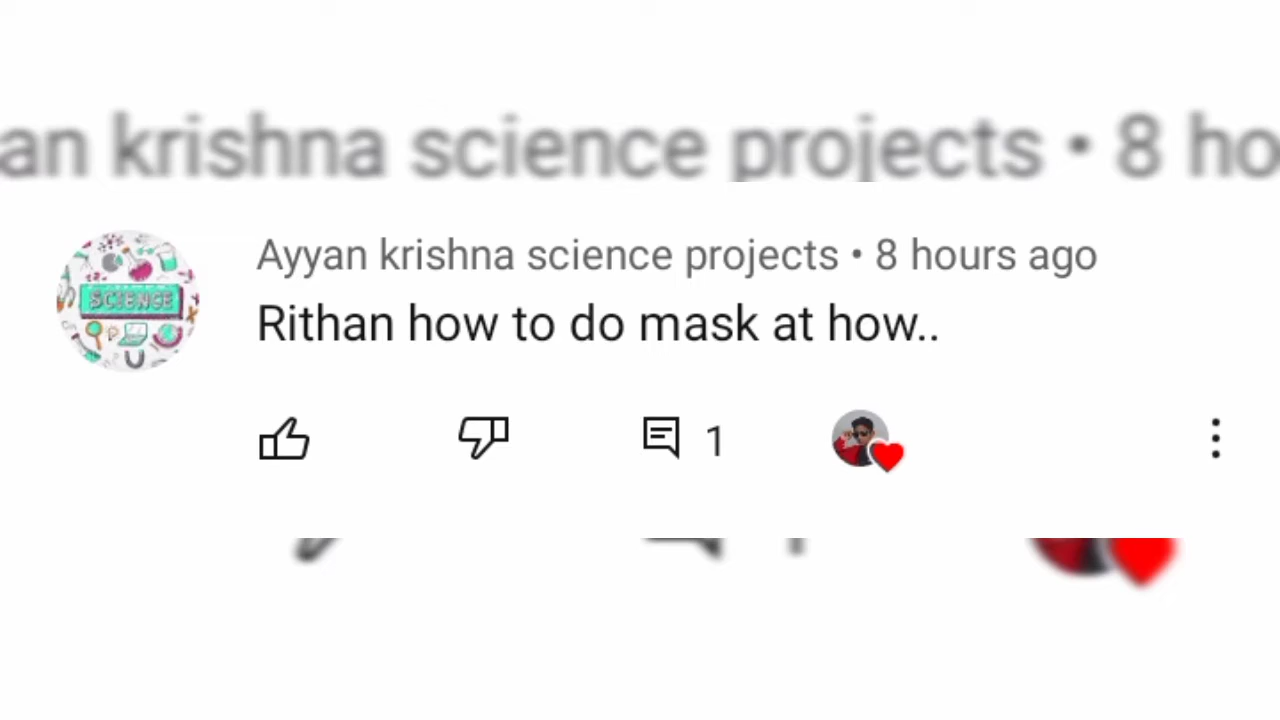 an krishna science projects • 8 ho
Ayyan krishna science projects • 8 hours ago
SCIENCE
Rithan how to do mask at how..
1